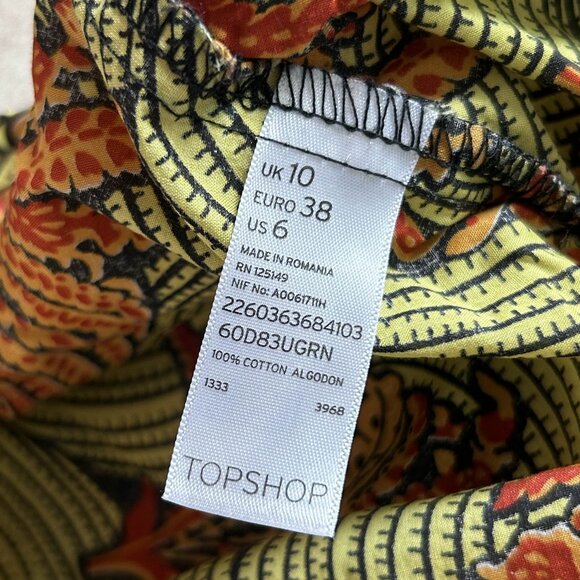 UK 10
EURO 38
US 6
MADE IN ROMANIA
RN 125149
NIF No: A0061711H
2260363684103
60D83UGRN
100% COTTON ALGODON
1333 3968
TOPSHOP